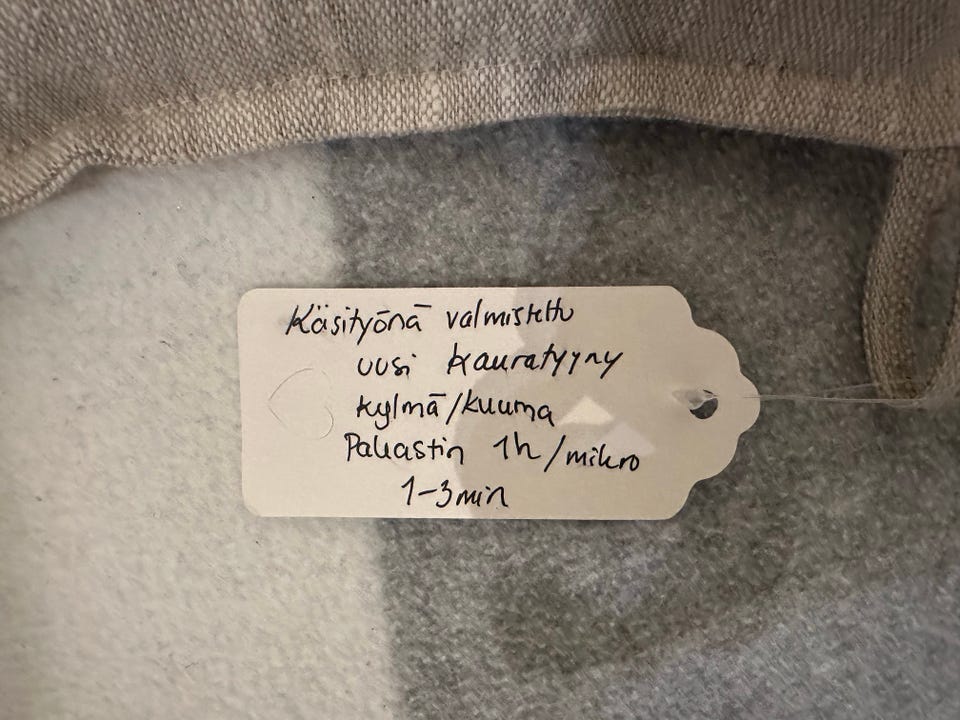 Käsityönä valmistettu
uusi kauratyyny
kylmä/kuuma
Pakastin 1h/mikro
1-3min